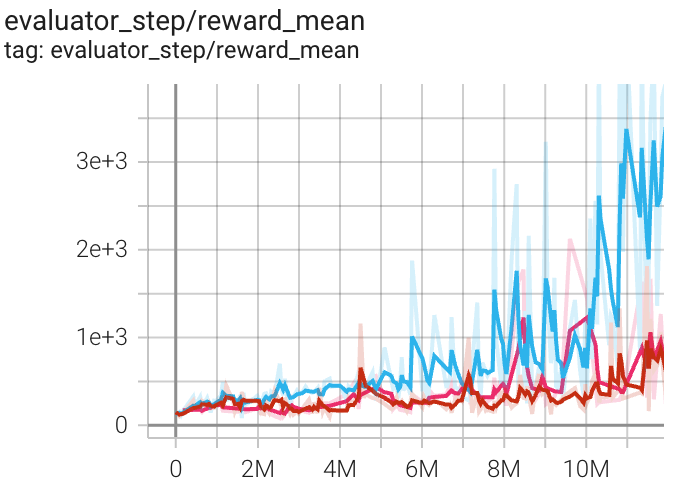 evaluator_step/reward_mean
tag: evaluator_step/reward_mean
3e+3
2e+3
1e+3
0
0 2M 4M 6M 8M 10M